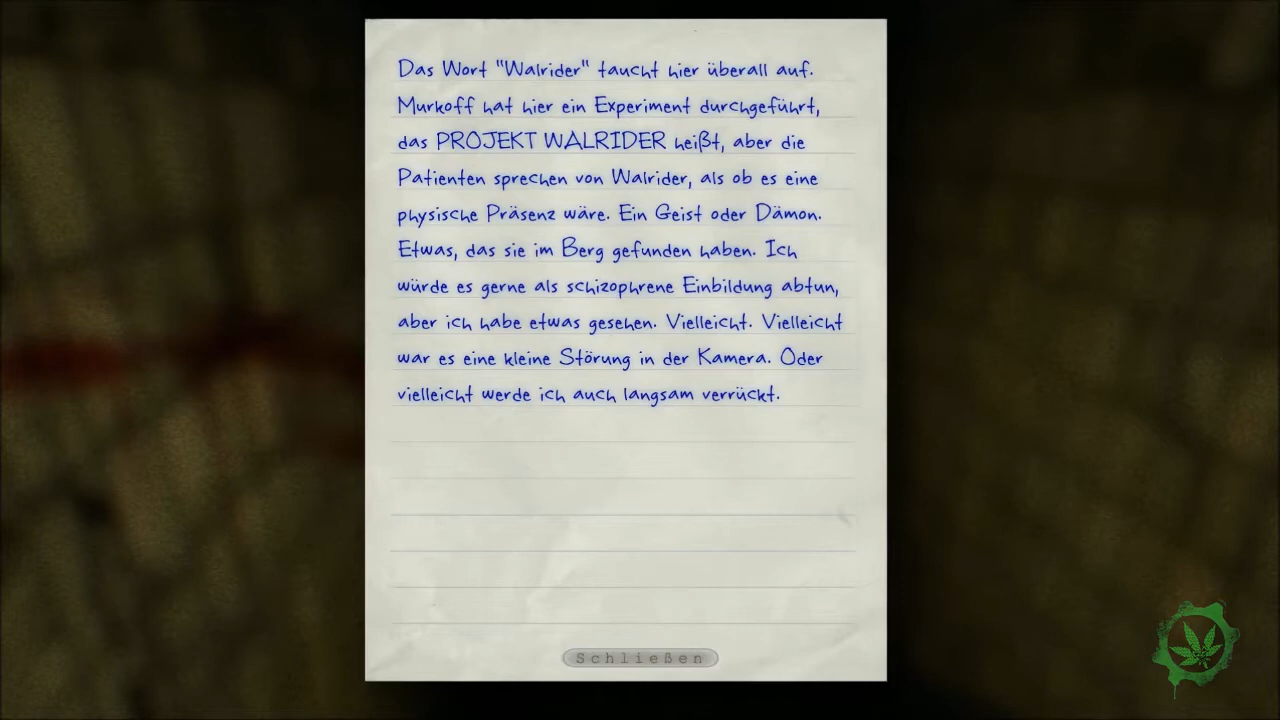 Das Wort "Walrider" taucht hier überall auf.
Murkoff hat hier ein Experiment durchgeführt,
das PROJEKT WALRIDER heißt, aber die
Patienten sprechen von Walrider, als ob es eine
physische Präsenz wäre. Ein Geist oder Dämon.
Etwas, das sie im Berg gefunden haben. Ich
würde es gerne als schizophrene Einbildung abtun,
aber ich habe etwas gesehen. Vielleicht. Vielleicht
war es eine kleine Störung in der Kamera. Oder
vielleicht werde ich auch langsam verrückt.
Schließen